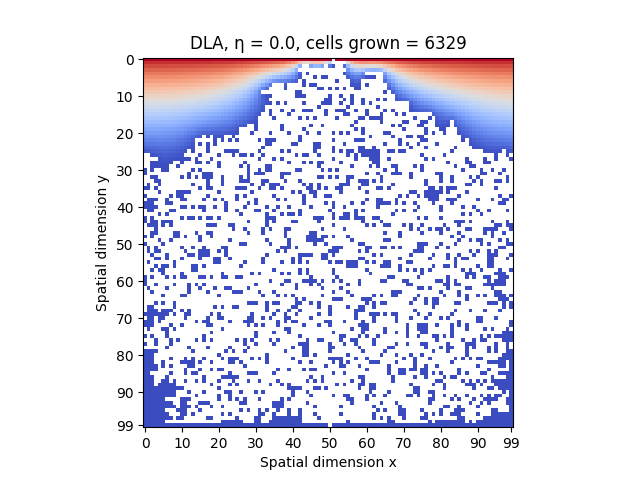 DLA, η = 0.0, cells grown = 6329
0
10
20
30
40
50
60
70
80
90
99
Spatial dimension y
0 10 20 30 40 50 60 70 80 90 99
Spatial dimension x